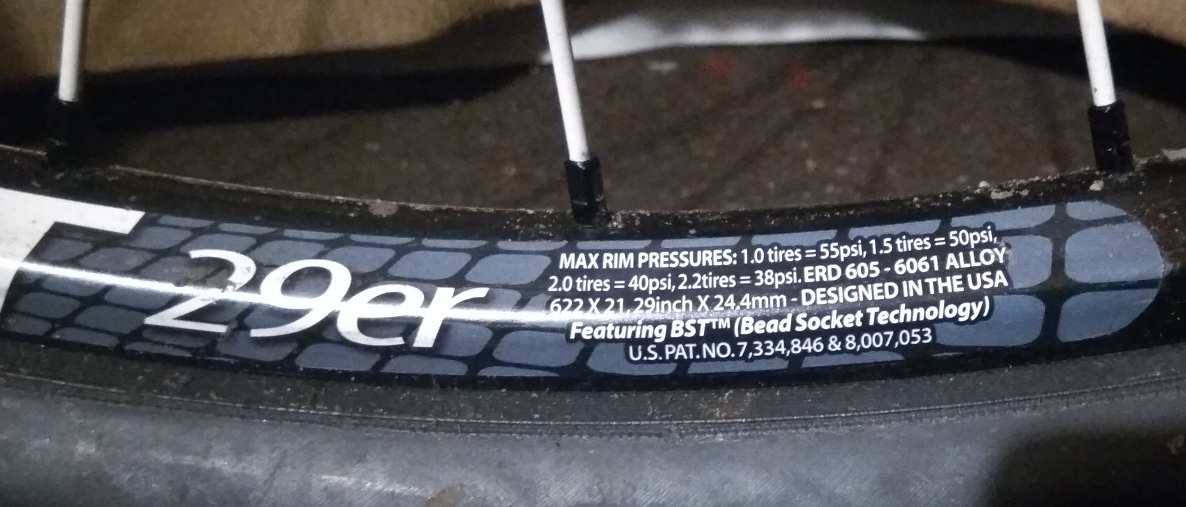 29er
MAX RIM PRESSURES: 1.0 tires = 55psi, 1.5 tires = 50psi,
2.0 tires = 40psi, 2.2tires = 38psi. ERD 605 - 6061 ALLOY
622 X 21, 29inch X 24.4mm - DESIGNED IN THE USA
Featuring BST™ (Bead Socket Technology)
U.S. PAT. NO. 7,334,846 & 8,007,053